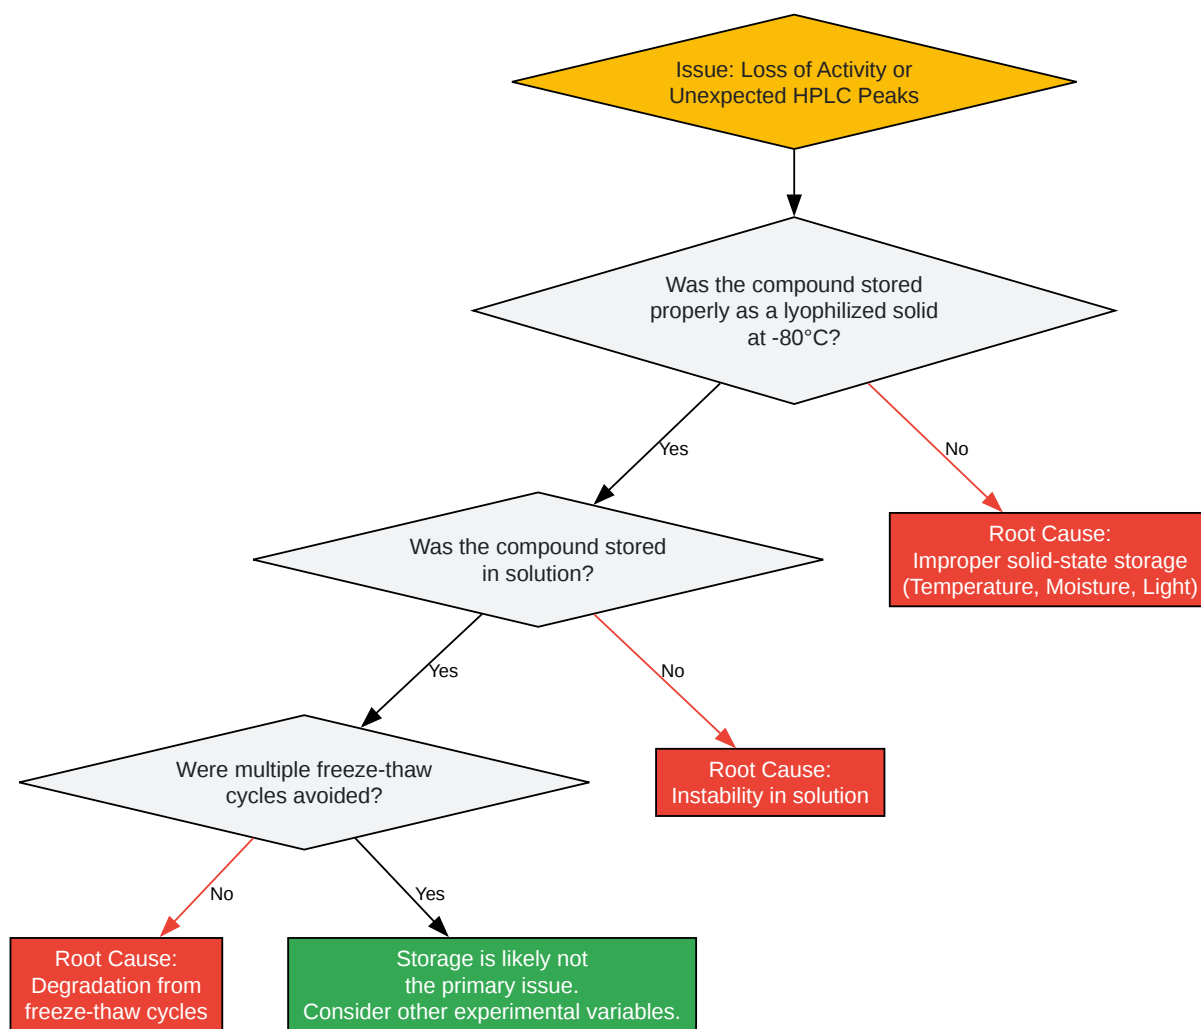 Issue: Loss of Activity or
Unexpected HPLC Peaks
Was the compound stored
properly as a lyophilized solid
at -80°C?
Yes
No
Was the compound stored
in solution?
Root Cause:
Improper solid-state storage
(Temperature, Moisture, Light)
Yes
No
Were multiple freeze-thaw
cycles avoided?
Root Cause:
Instability in solution
No
Yes
Root Cause:
Degradation from
freeze-thaw cycles
Storage is likely not
the primary issue.
Consider other experimental variables.